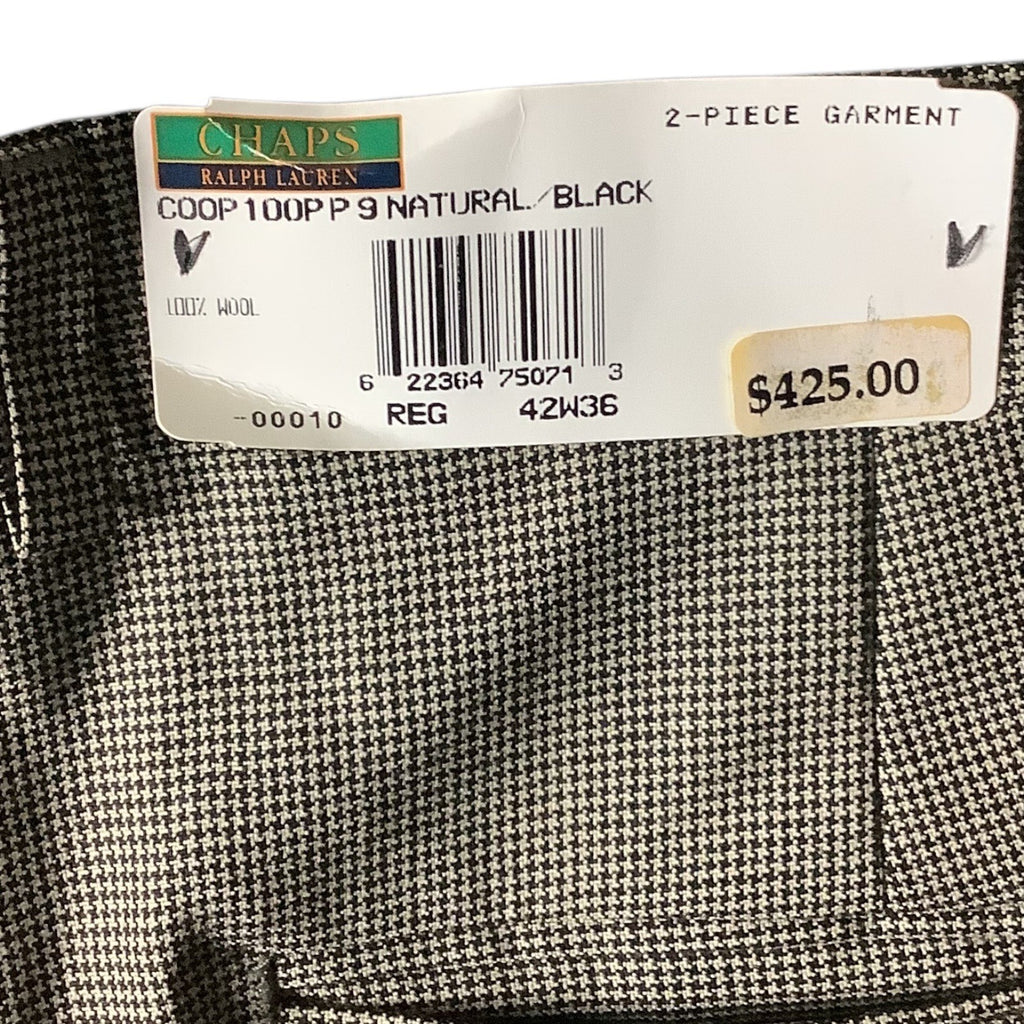 2-PIECE GARMENT
CHAPS
RALPH LAUREN
COOP100PP9 NATURAL/BLACK
100% WOOL
6 22364 75071 3
$425.00
-00010 REG 42W36